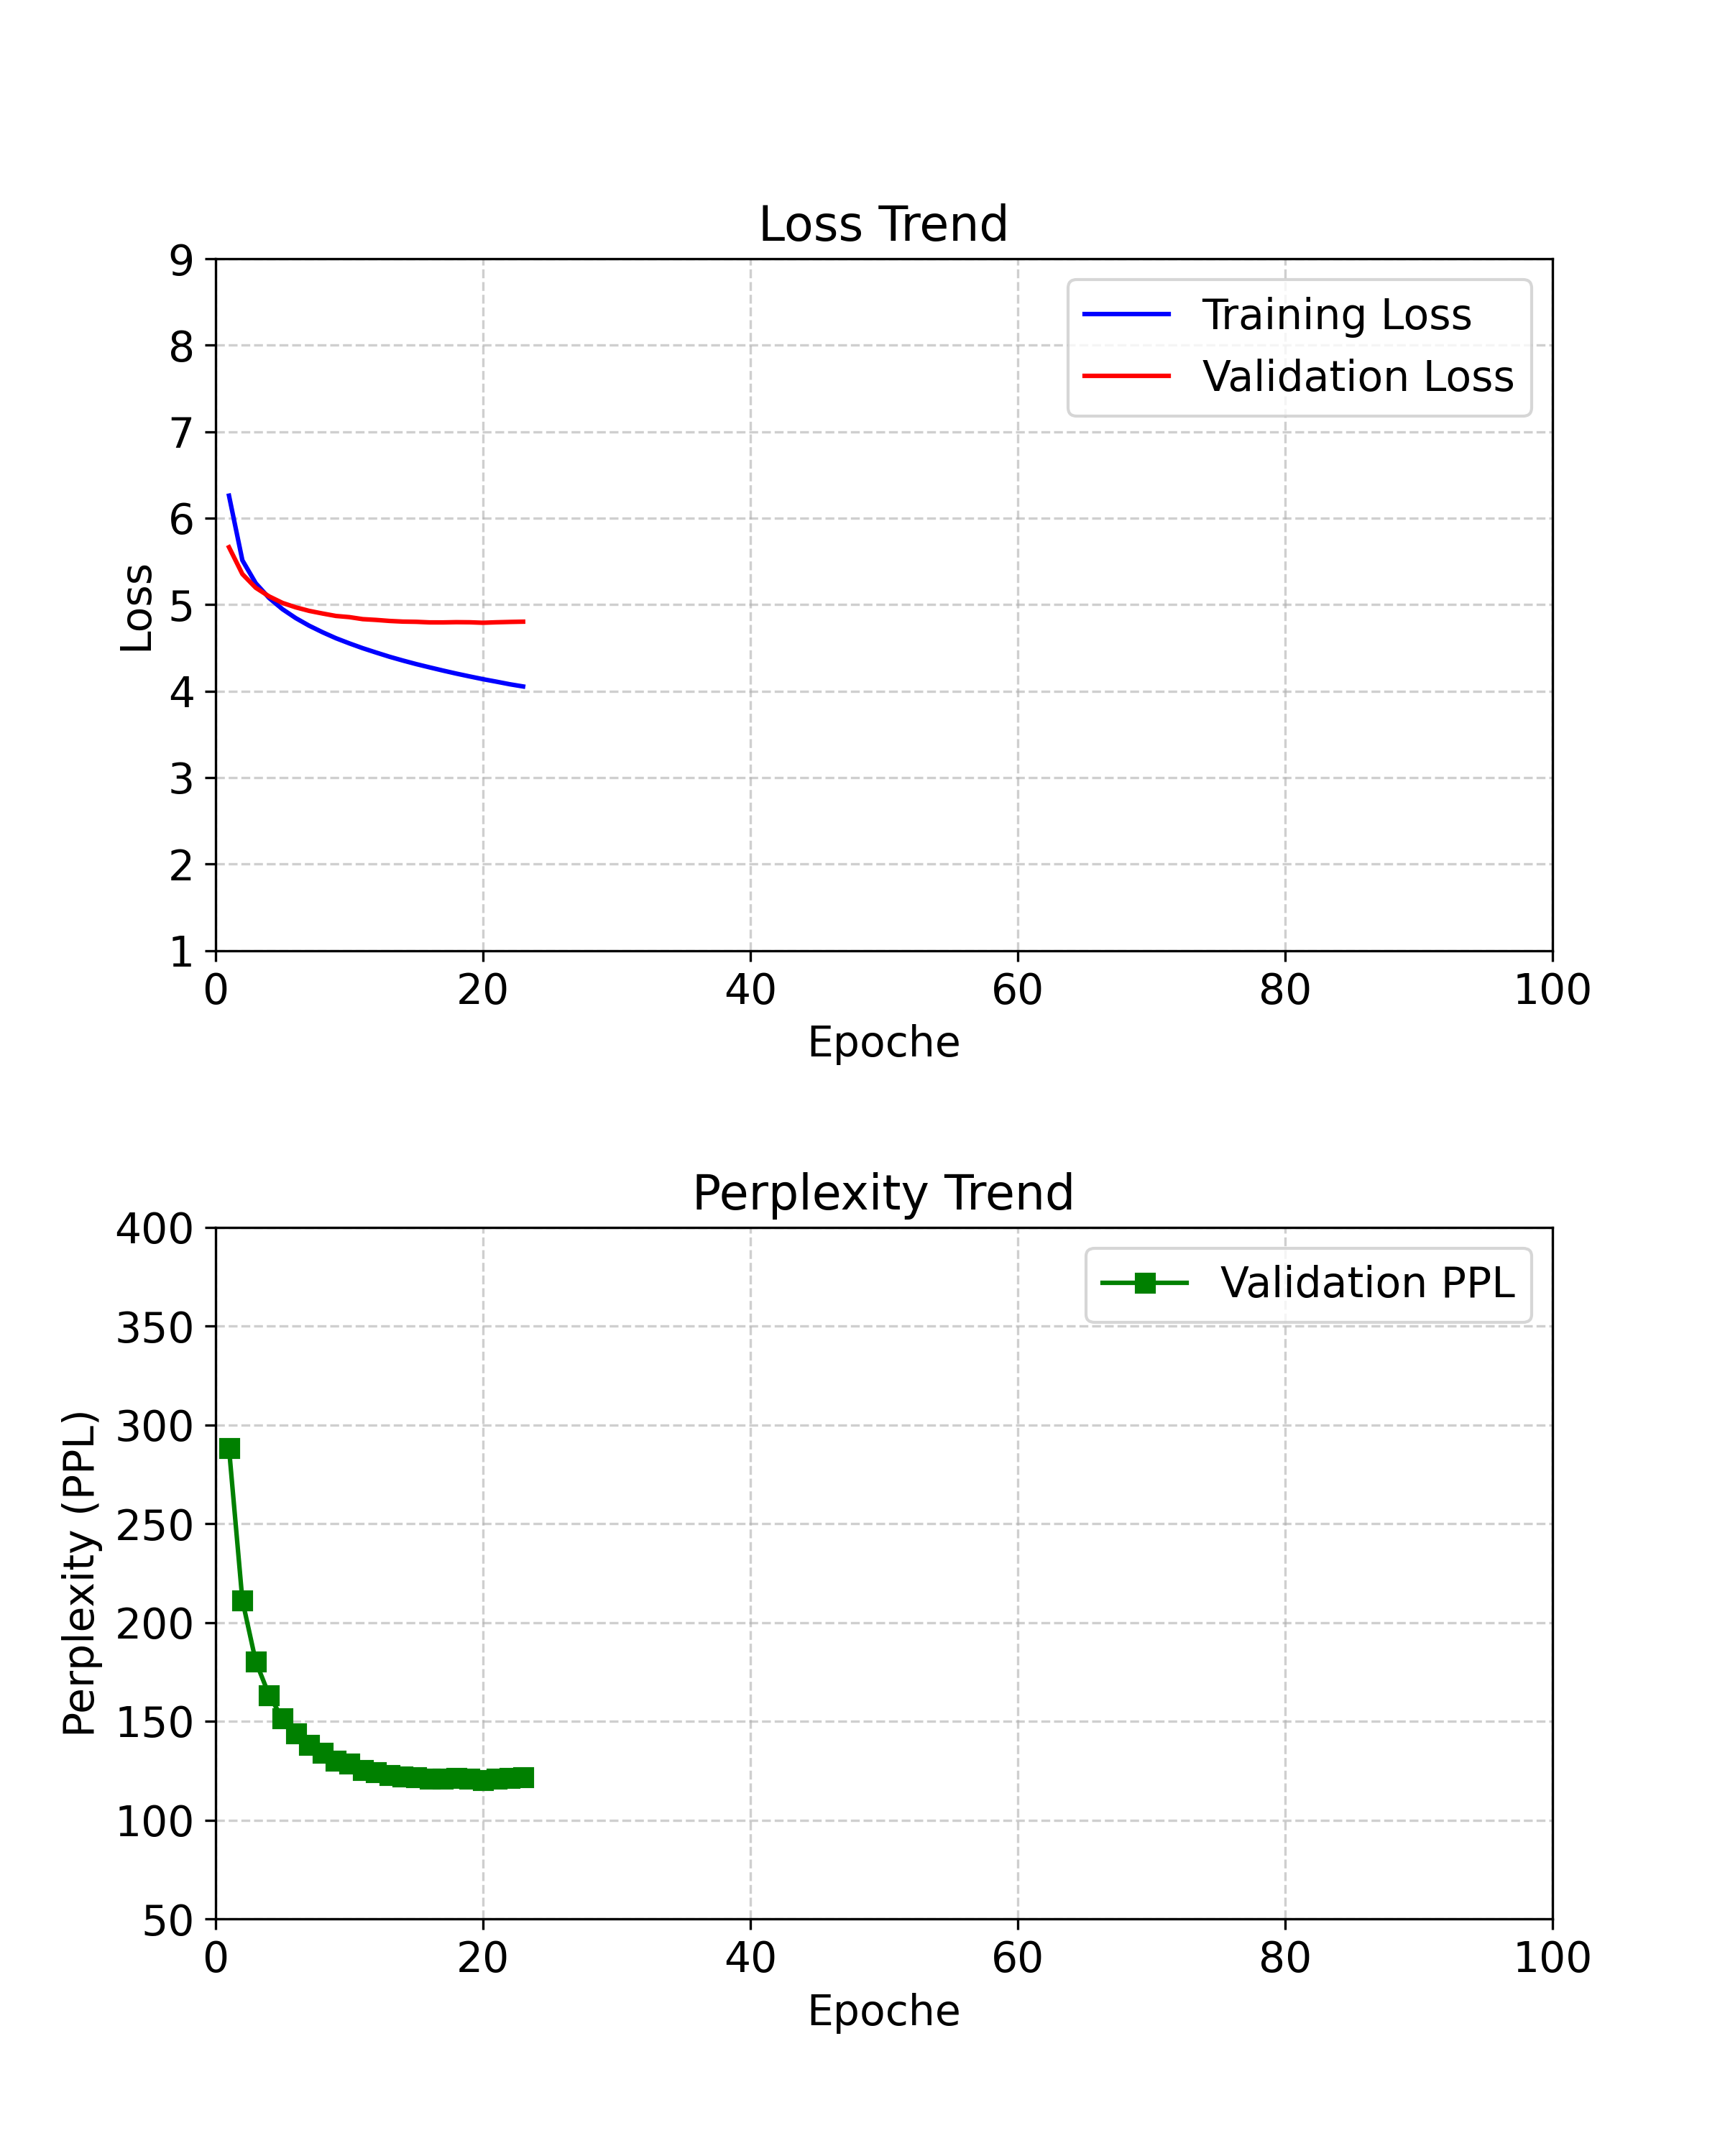 Loss Trend
9
8
7
6
5
4
3
2
1
Loss
Training Loss
Validation Loss
0 20 40 60 80 100
Epoche
Perplexity Trend
400
350
300
250
200
150
100
50
Perplexity (PPL)
Validation PPL
0 20 40 60 80 100
Epoche